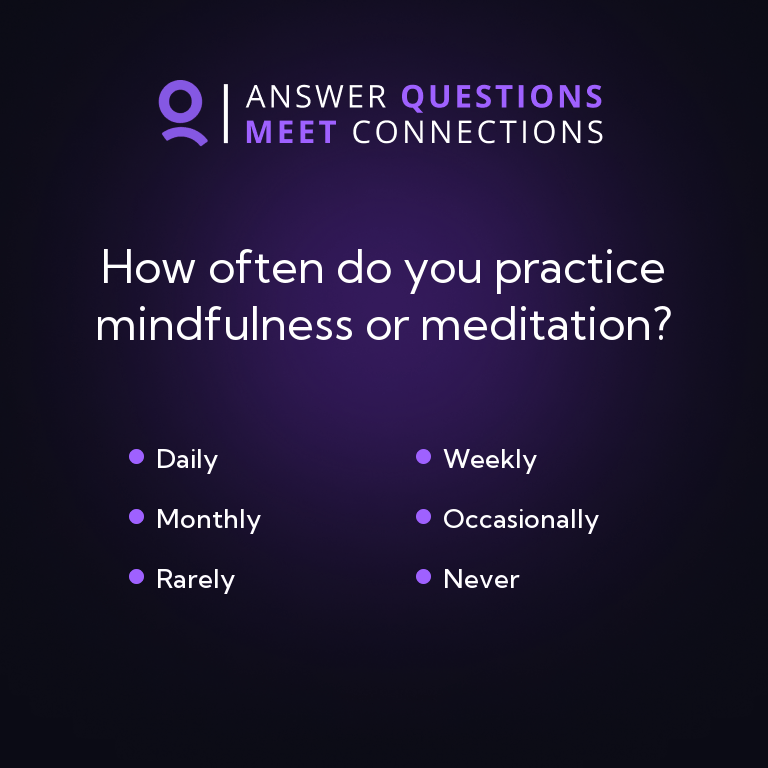 ANSWER QUESTIONS
MEET CONNECTIONS
How often do you practice
mindfulness or meditation?
Daily
Weekly
Monthly
Occasionally
Rarely
Never